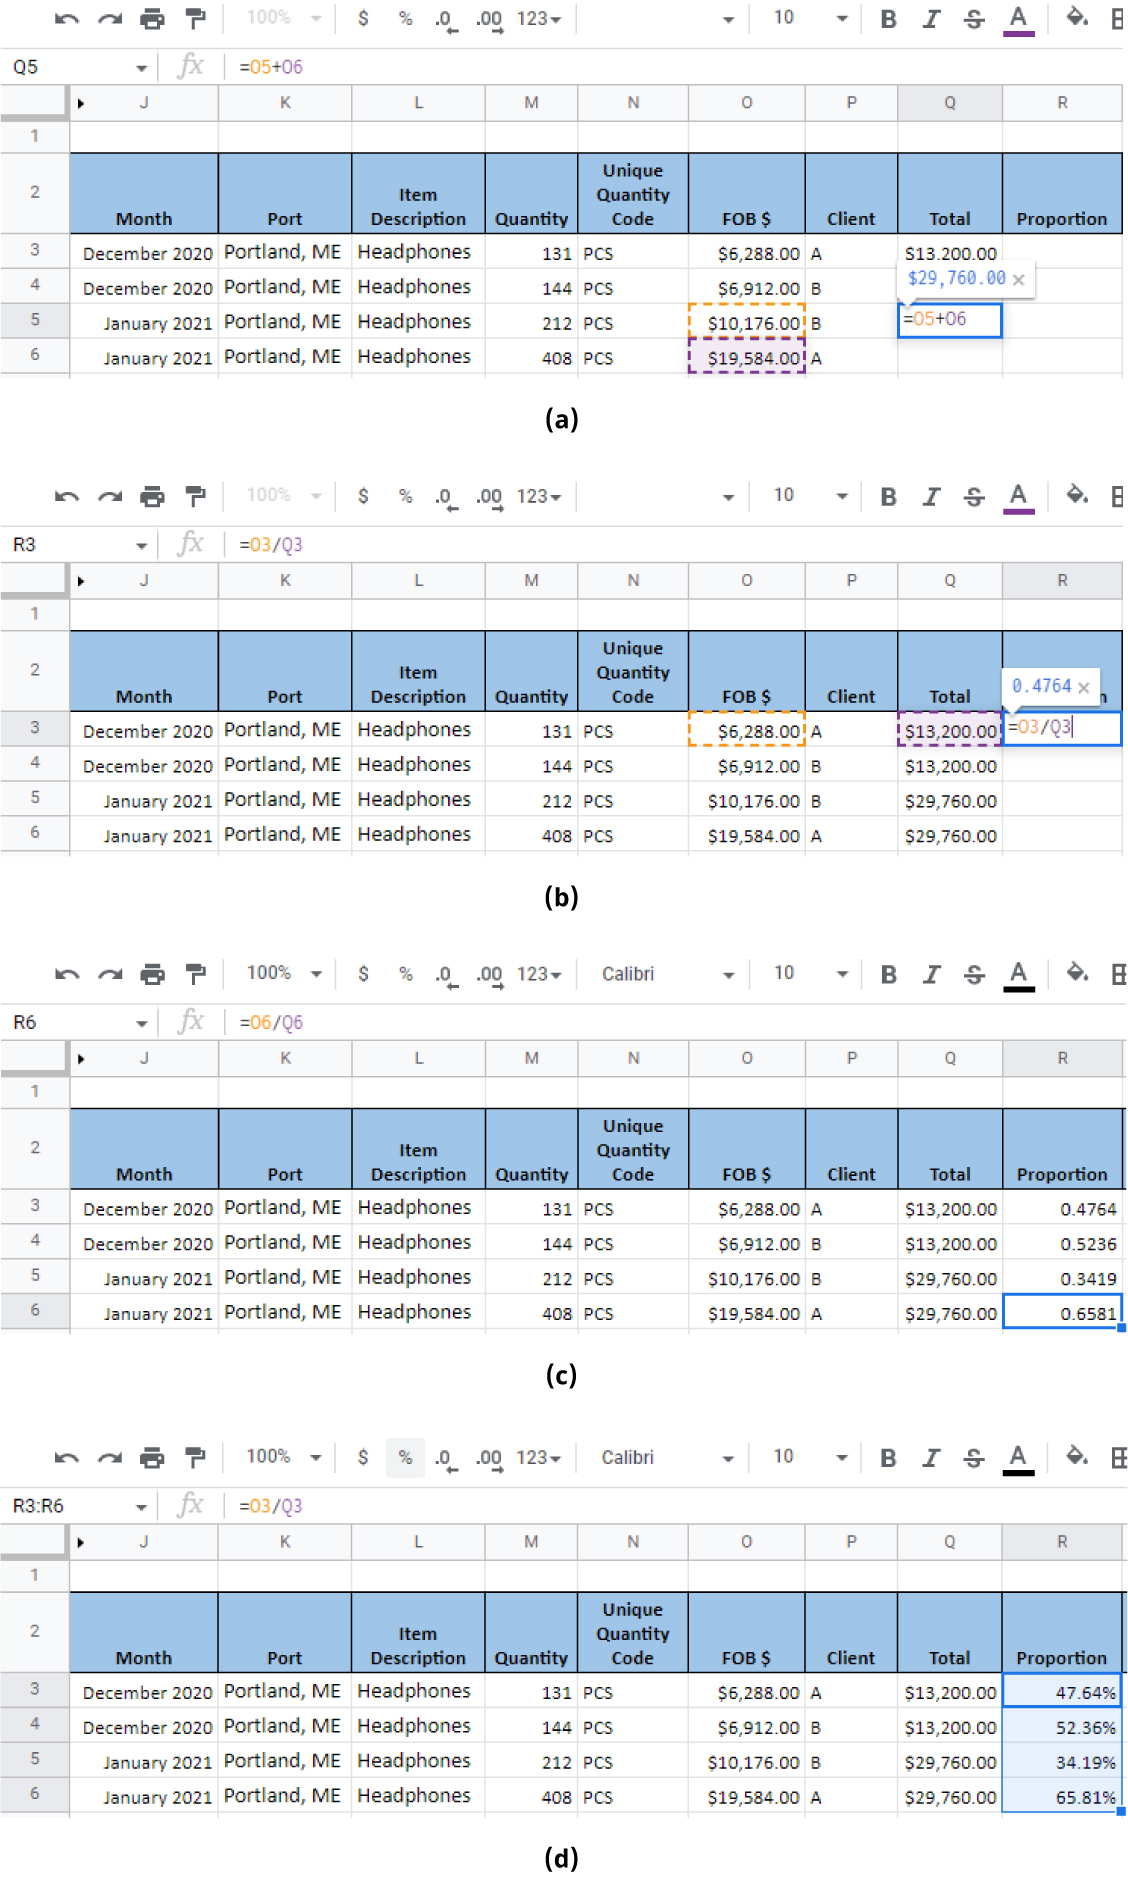 100% $ % .0 .00 123 10 B I S A
Q5 fx =O5+O6
J K L M N O P Q R
1
2 Month Port Item Description Quantity Unique Quantity Code FOB $ Client Total Proportion
3 December 2020 Portland, ME Headphones 131 PCS $6,288.00 A $13,200.00
$29,760.00 ×
4 December 2020 Portland, ME Headphones 144 PCS $6,912.00 B
5 January 2021 Portland, ME Headphones 212 PCS $10,176.00 B =O5+O6
6 January 2021 Portland, ME Headphones 408 PCS $19,584.00 A
(a)
100% $ % .0 .00 123 10 B I S A
R3 fx =O3/Q3
J K L M N O P Q R
1
2 Month Port Item Description Quantity Unique Quantity Code FOB $ Client Total n
0.4764 ×
3 December 2020 Portland, ME Headphones 131 PCS $6,288.00 A $13,200.00 =O3/Q3
4 December 2020 Portland, ME Headphones 144 PCS $6,912.00 B $13,200.00
5 January 2021 Portland, ME Headphones 212 PCS $10,176.00 B $29,760.00
6 January 2021 Portland, ME Headphones 408 PCS $19,584.00 A $29,760.00
(b)
100% $ % .0 .00 123 Calibri 10 B I S A
R6 fx =O6/Q6
J K L M N O P Q R
1
2 Month Port Item Description Quantity Unique Quantity Code FOB $ Client Total Proportion
3 December 2020 Portland, ME Headphones 131 PCS $6,288.00 A $13,200.00 0.4764
4 December 2020 Portland, ME Headphones 144 PCS $6,912.00 B $13,200.00 0.5236
5 January 2021 Portland, ME Headphones 212 PCS $10,176.00 B $29,760.00 0.3419
6 January 2021 Portland, ME Headphones 408 PCS $19,584.00 A $29,760.00 0.6581
(c)
100% $ % .0 .00 123 Calibri 10 B I S A
R3:R6 fx =O3/Q3
J K L M N O P Q R
1
2 Month Port Item Description Quantity Unique Quantity Code FOB $ Client Total Proportion
3 December 2020 Portland, ME Headphones 131 PCS $6,288.00 A $13,200.00 47.64%
4 December 2020 Portland, ME Headphones 144 PCS $6,912.00 B $13,200.00 52.36%
5 January 2021 Portland, ME Headphones 212 PCS $10,176.00 B $29,760.00 34.19%
6 January 2021 Portland, ME Headphones 408 PCS $19,584.00 A $29,760.00 65.81%
(d)